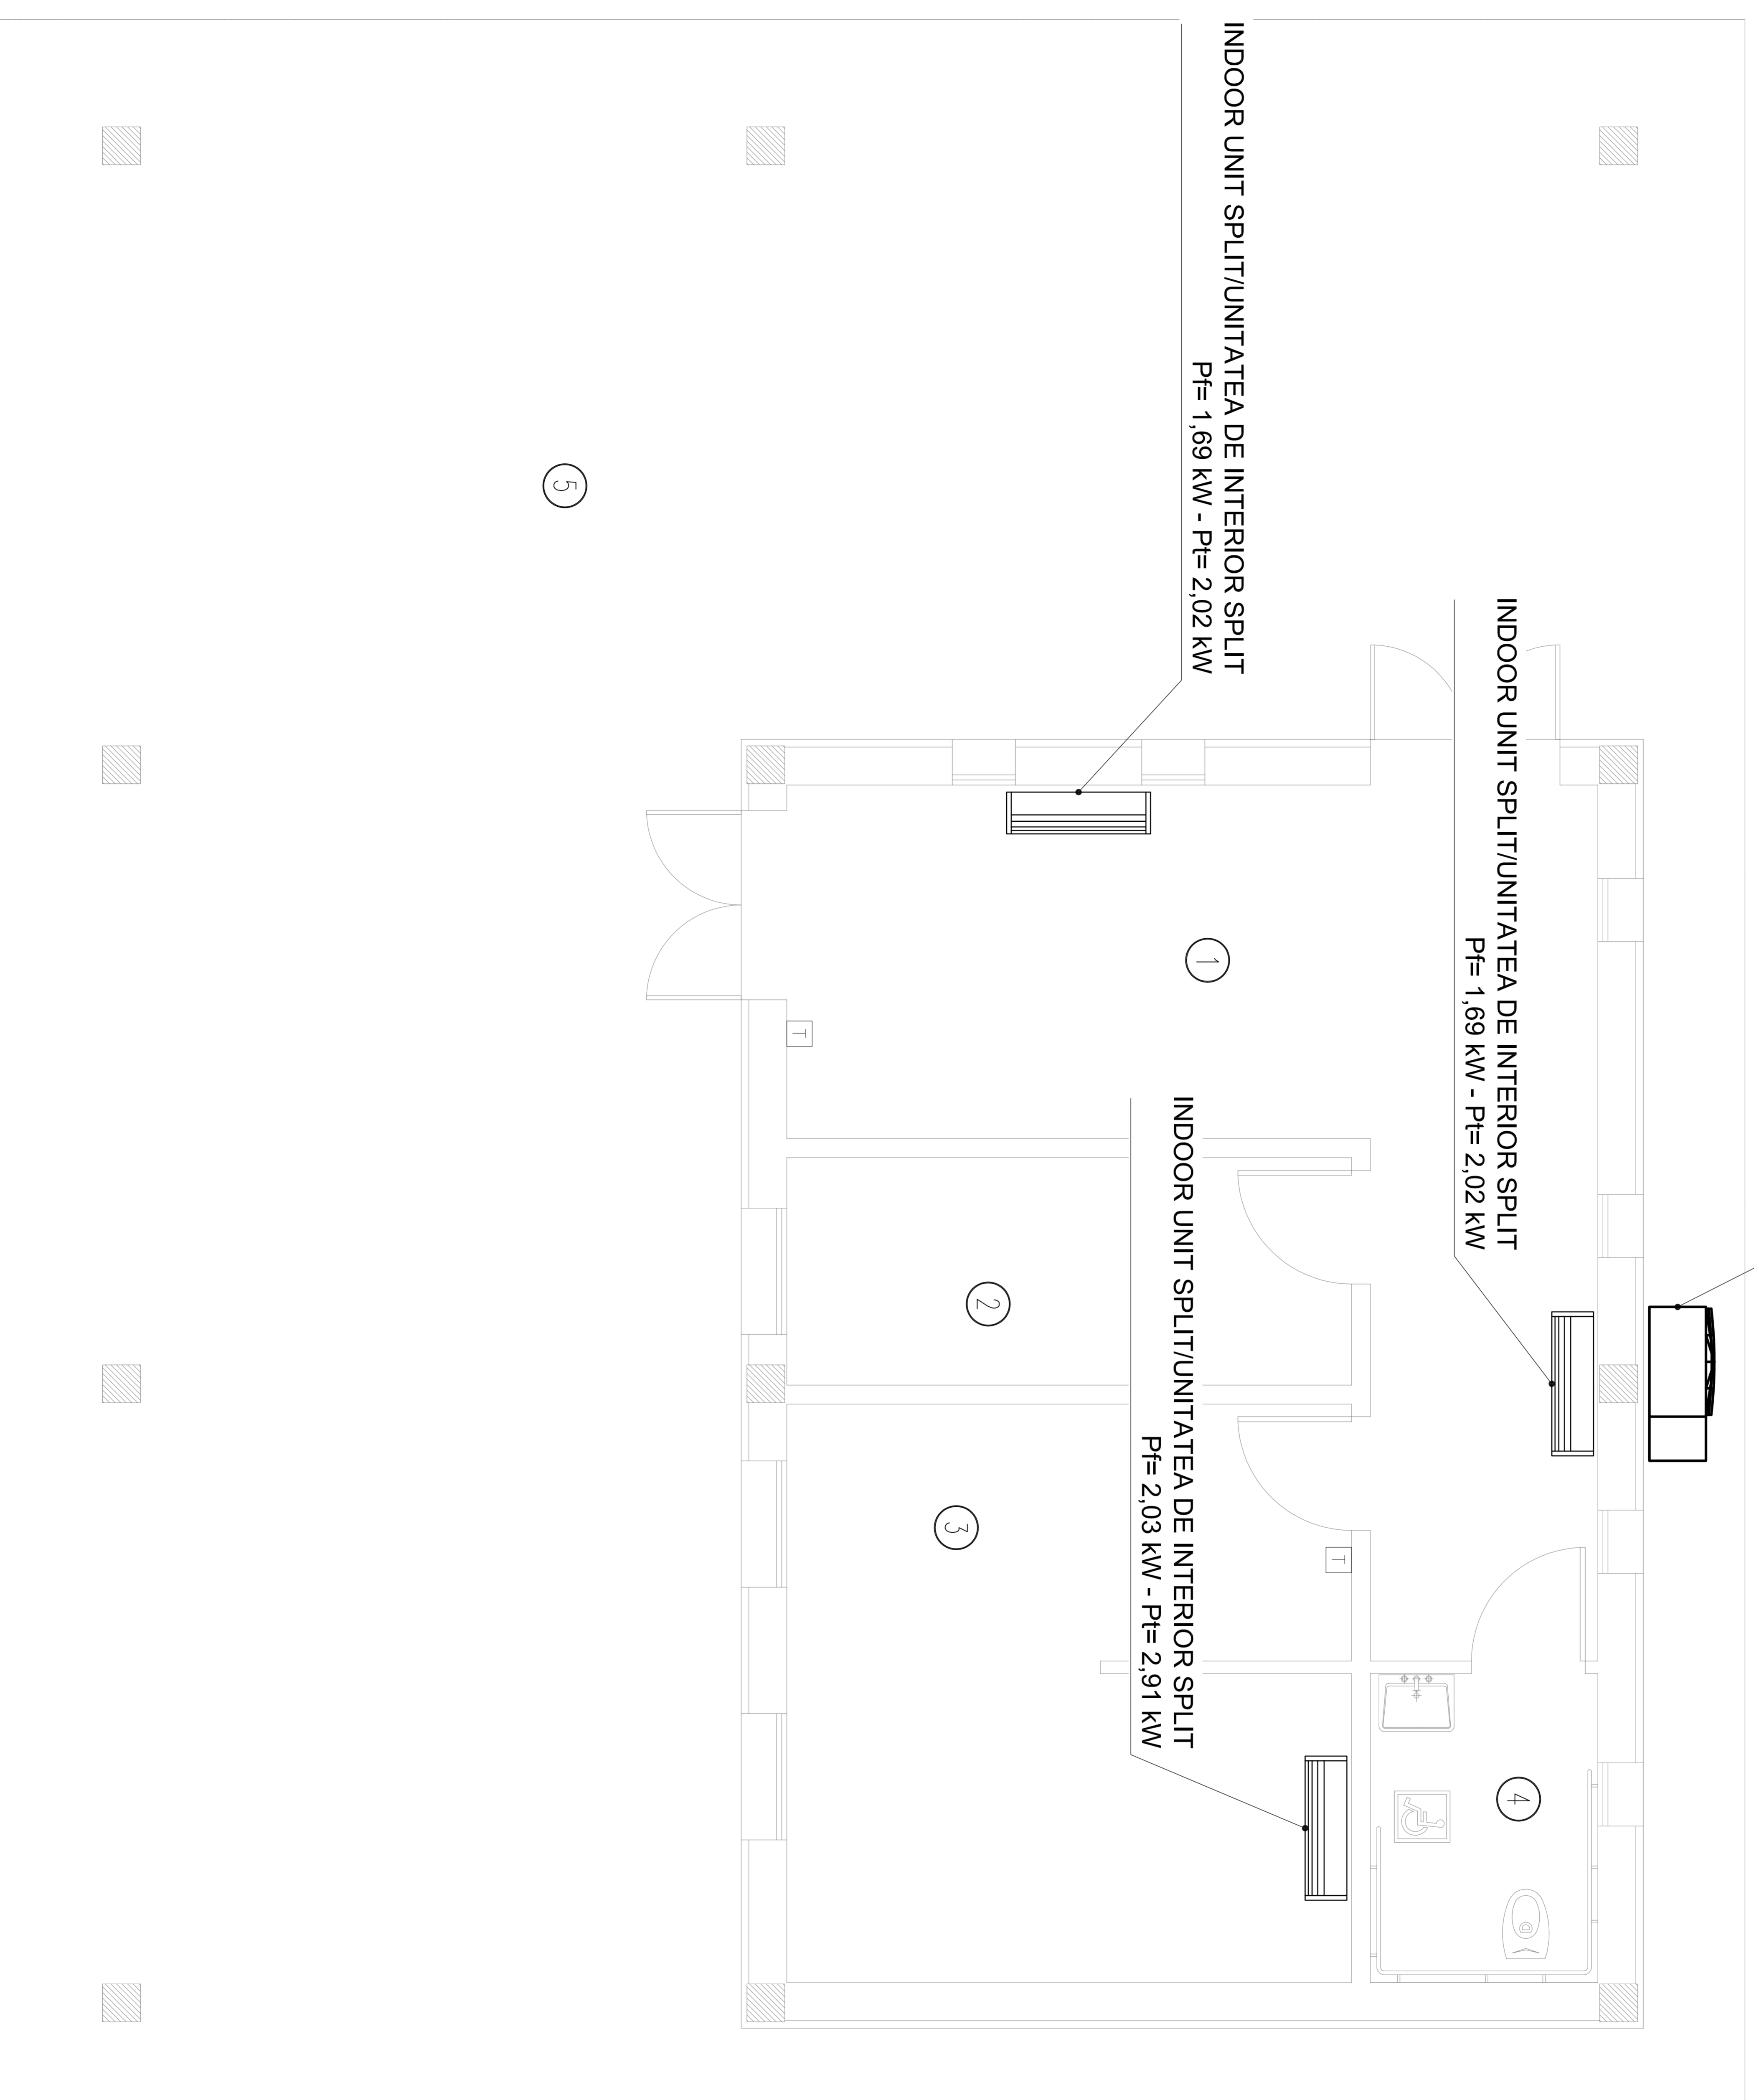 INDOOR UNIT SPLIT/UNITATEA DE INTERIOR SPLIT
Pf= 1,69 kW - Pt= 2,02 kW
INDOOR UNIT SPLIT/UNITATEA DE INTERIOR SPLIT
Pf= 1,69 kW - Pt= 2,02 kW
INDOOR UNIT SPLIT/UNITATEA DE INTERIOR SPLIT
Pf= 2,03 kW - Pt= 2,91 kW
5
1
T
2
3
T
4